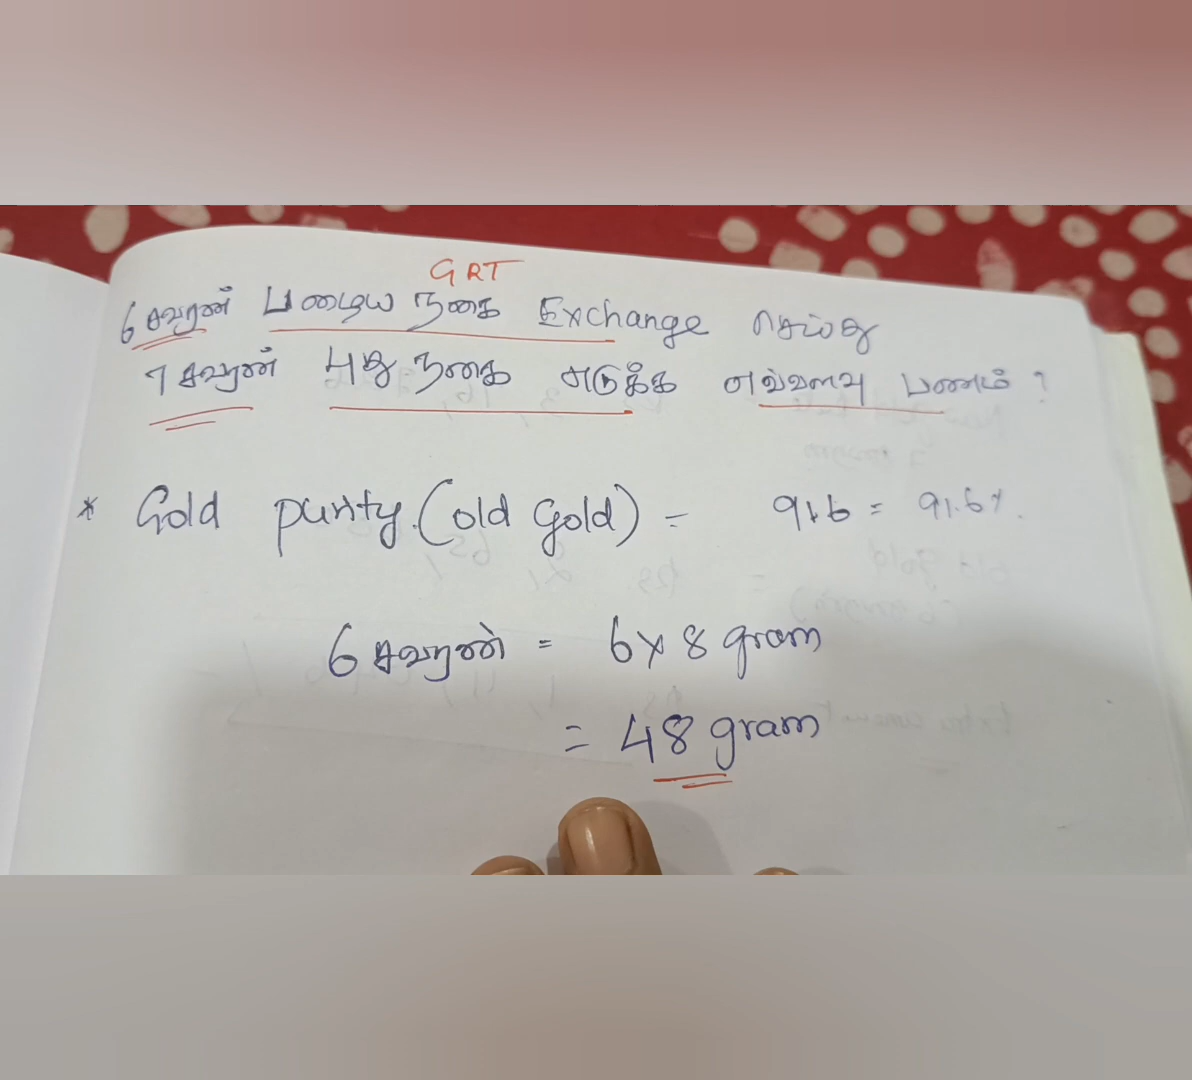 GRT
6 சவரன் பழைய நகை Exchange செய்து
7 சவரன் புது நகை எடுக்க எவ்வளவு பணம் ?
* Gold purity (old gold) = 916 = 91.6%.
6 சவரன் = 6 x 8 gram
= 48 gram